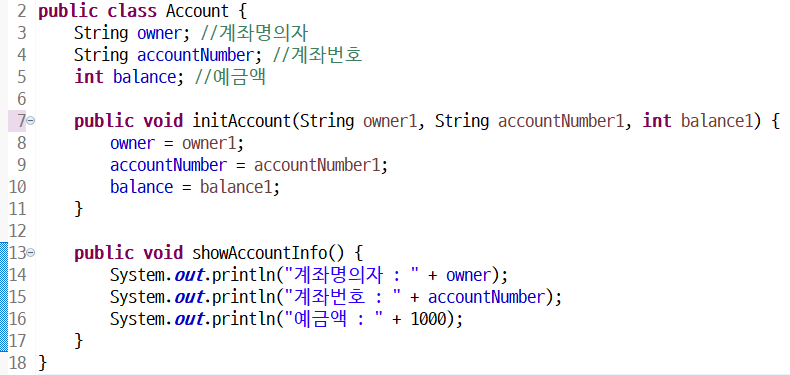 2 public class Account {
3     String owner; //계좌명의자
4     String accountNumber; //계좌번호
5     int balance; //예금액
6
7     public void initAccount(String owner1, String accountNumber1, int balance1) {
8         owner = owner1;
9         accountNumber = accountNumber1;
10         balance = balance1;
11     }
12
13     public void showAccountInfo() {
14         System.out.println("계좌명의자 : " + owner);
15         System.out.println("계좌번호 : " + accountNumber);
16         System.out.println("예금액 : " + 1000);
17     }
18 }